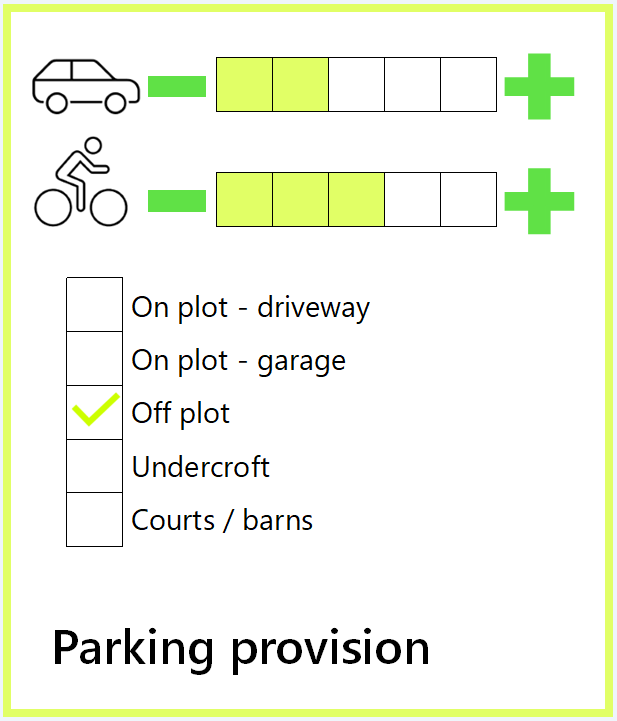 On plot - driveway
On plot - garage
Off plot
Undercroft
Courts / barns
Parking provision